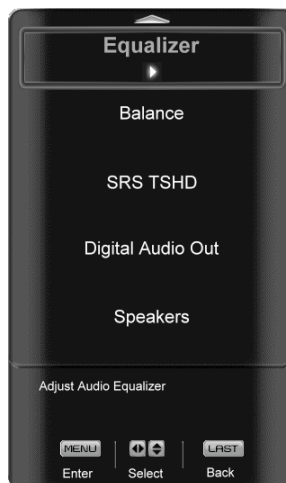 Equalizer
Balance
SRS TSHD
Digital Audio Out
Speakers
Adjust Audio Equalizer
MENU LAST
Enter Select Back